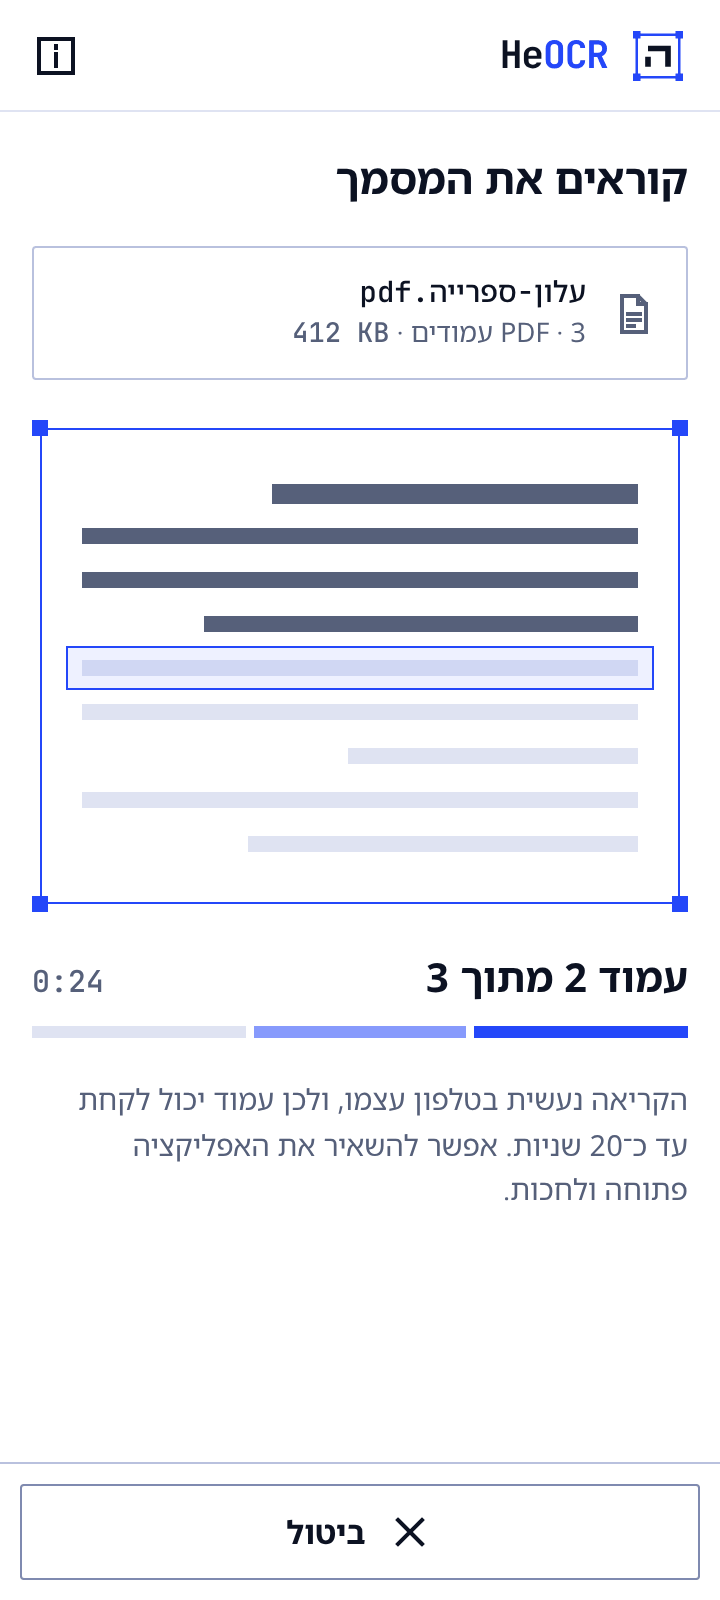 HeOCR
קוראים את המסמך
עלון-ספרייה.pdf
PDF · 3 עמודים · 412 KB
עמוד 2 מתוך 3
0:24
הקריאה נעשית בטלפון עצמו, ולכן עמוד יכול לקחת
עד כ־20 שניות. אפשר להשאיר את האפליקציה
פתוחה ולחכות.
ביטול